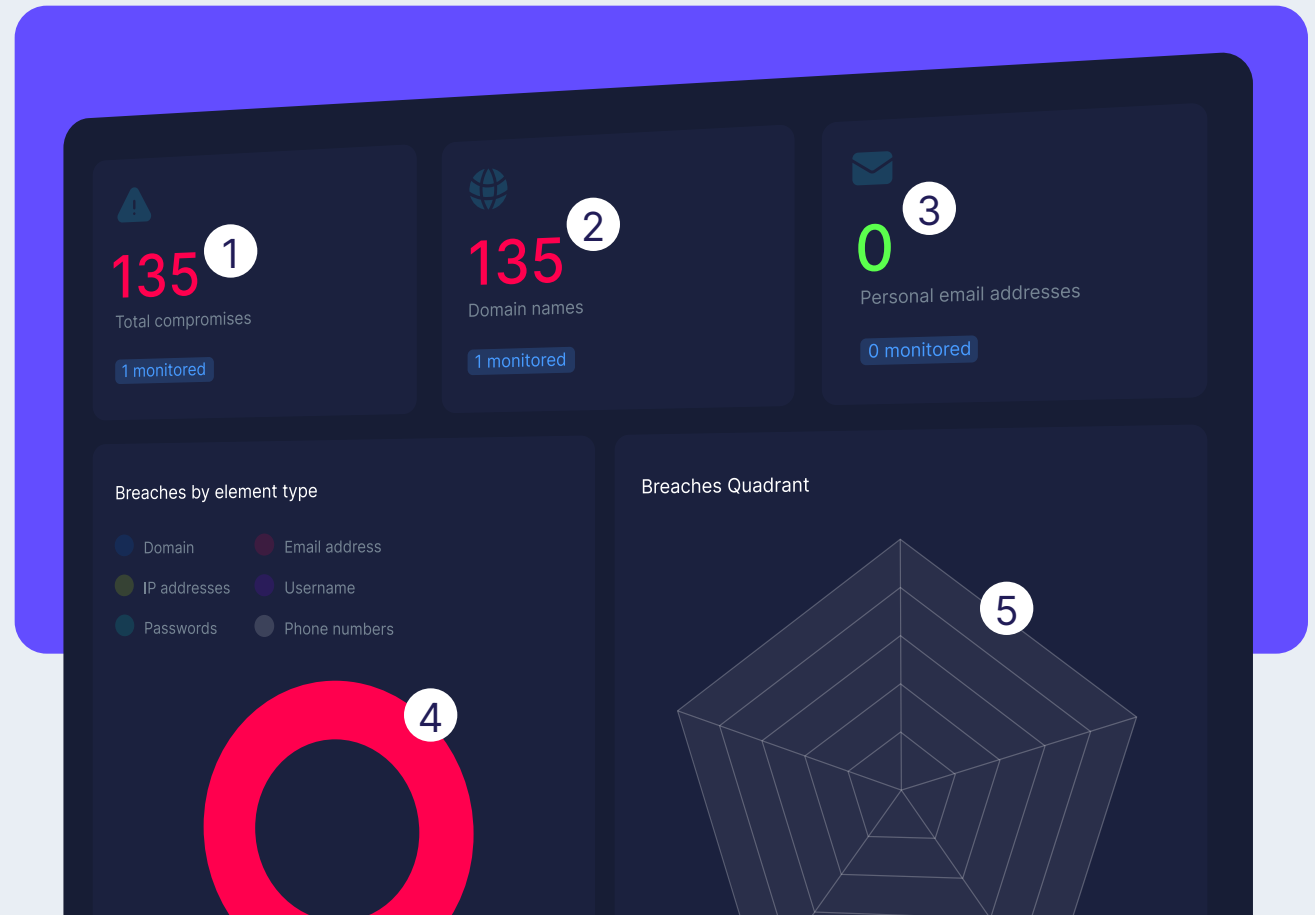 135
1
Total compromises
1 monitored
135
2
Domain names
1 monitored
0
3
Personal email addresses
0 monitored
Breaches by element type
Domain
Email address
IP addresses
Username
Passwords
Phone numbers
4
Breaches Quadrant
5